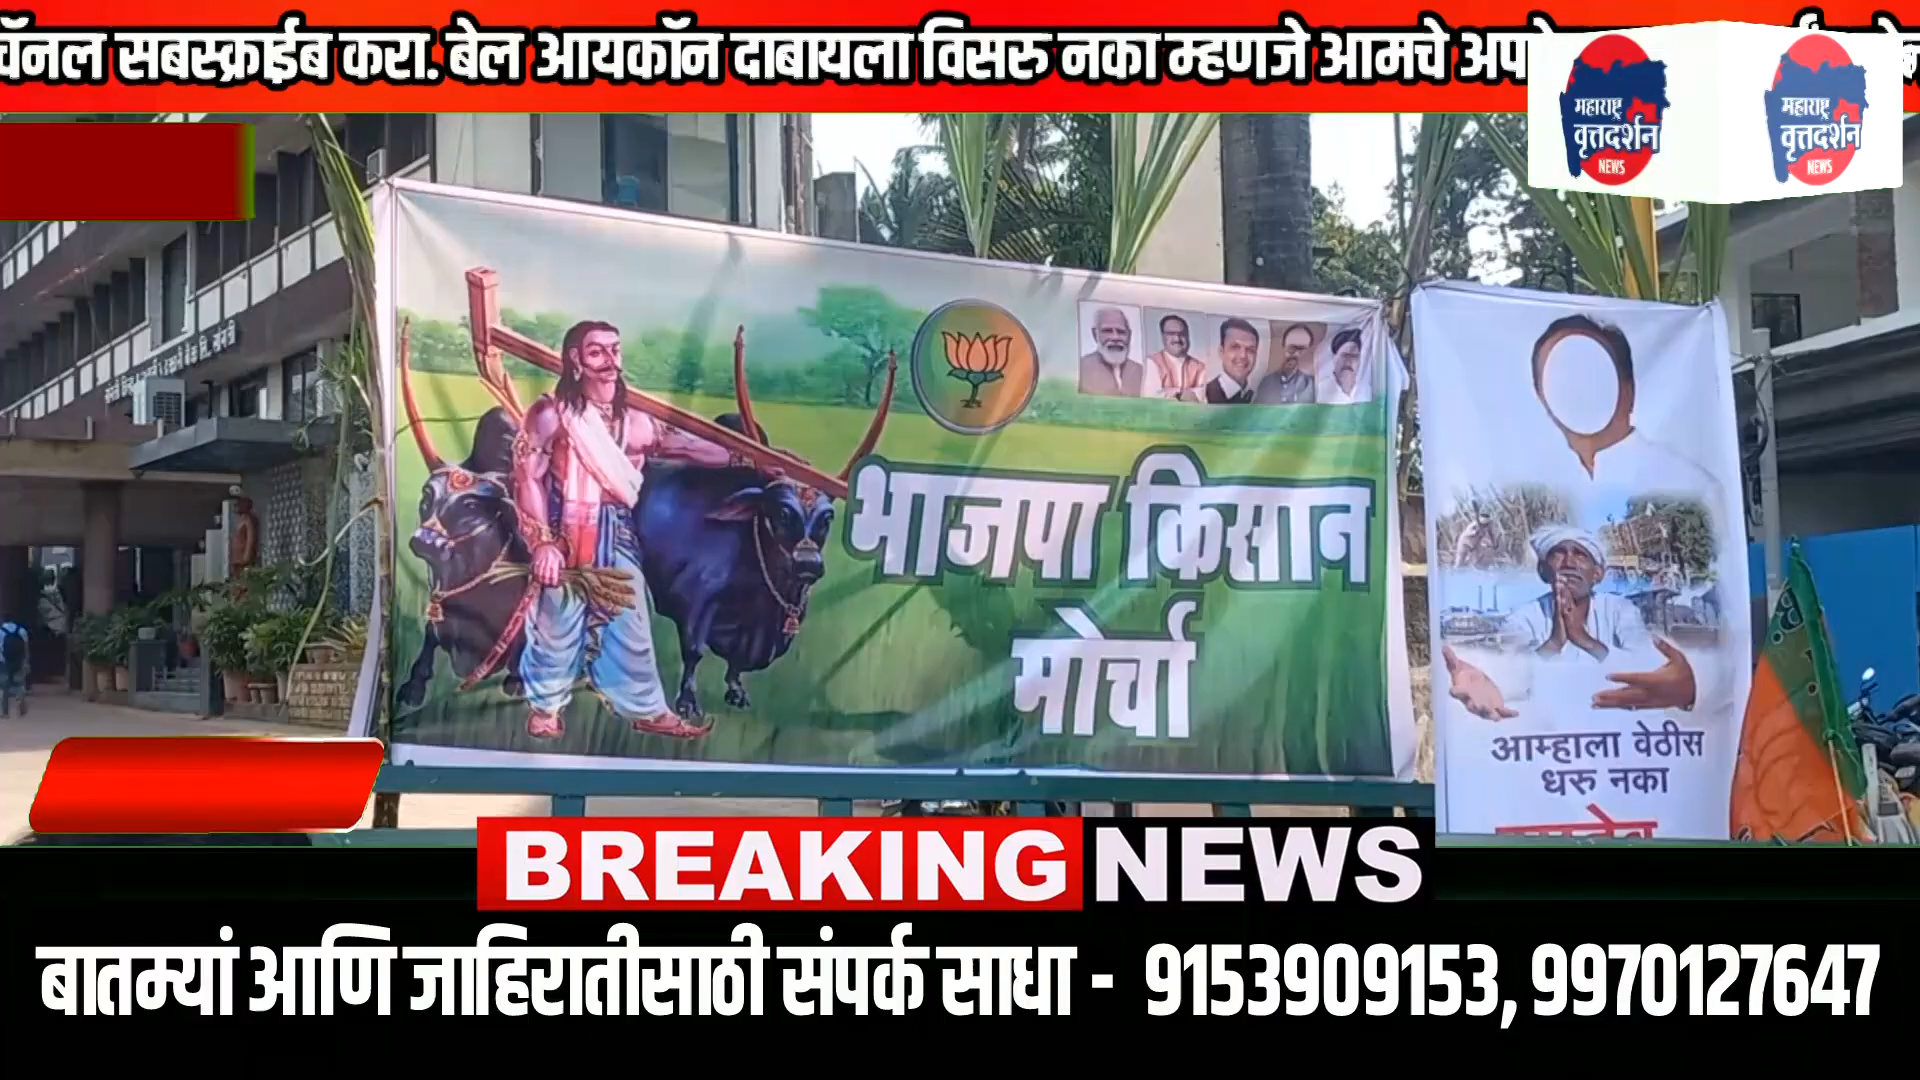 चॅनल सबस्क्राईब करा. बेल आयकॉन दाबायला विसरु नका म्हणजे आमचे
महाराष्ट्र
वृत्तदर्शन
NEWS
महाराष्ट्र
वृत्तदर्शन
NEWS
भाजपा किसान
मोर्चा
आम्हाला वेठीस
धरु नका
BREAKING NEWS
बातम्यां आणि जाहिरातीसाठी संपर्क साधा - 9153909153, 9970127647